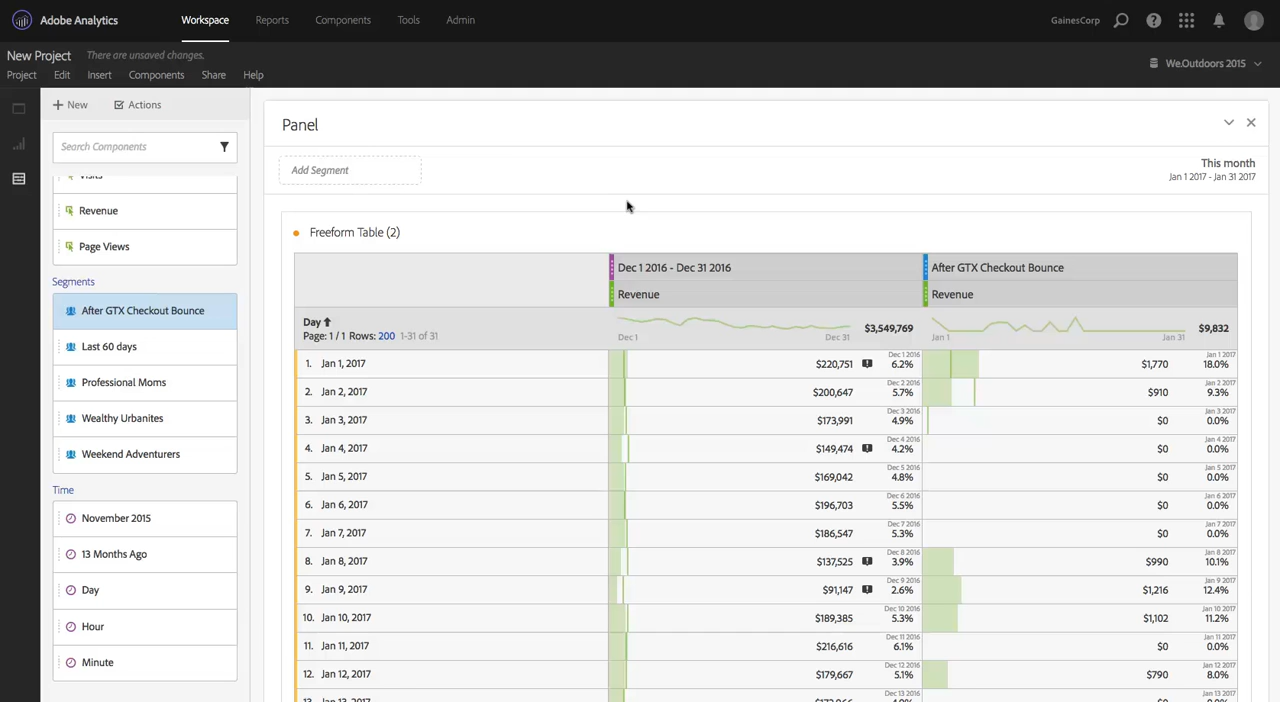 Adobe Analytics Workspace Reports Components Tools Admin GainesCorp
New Project There are unsaved changes.
Project Edit Insert Components Share Help We.Outdoors 2015
New Actions
Search Components
Visits
Revenue
Page Views
Segments
After GTX Checkout Bounce
Last 60 days
Professional Moms
Wealthy Urbanites
Weekend Adventurers
Time
November 2015
13 Months Ago
Day
Hour
Minute
Panel
Add Segment
This month
Jan 1 2017 - Jan 31 2017
Freeform Table (2)
Dec 1 2016 - Dec 31 2016 After GTX Checkout Bounce
Revenue Revenue
Day
Page: 1 / 1 Rows: 200 1-31 of 31
Dec 1 Dec 31 $3,549,769 Jan 1 Jan 31 $9,832
1. Jan 1, 2017 $220,751 Dec 1 2016 6.2% $1,770 Jan 1 2017 18.0%
2. Jan 2, 2017 $200,647 Dec 2 2016 5.7% $910 Jan 2 2017 9.3%
3. Jan 3, 2017 $173,991 Dec 3 2016 4.9% $0 Jan 3 2017 0.0%
4. Jan 4, 2017 $149,474 Dec 4 2016 4.2% $0 Jan 4 2017 0.0%
5. Jan 5, 2017 $169,042 Dec 5 2016 4.8% $0 Jan 5 2017 0.0%
6. Jan 6, 2017 $196,703 Dec 6 2016 5.5% $0 Jan 6 2017 0.0%
7. Jan 7, 2017 $186,547 Dec 7 2016 5.3% $0 Jan 7 2017 0.0%
8. Jan 8, 2017 $137,525 Dec 8 2016 3.9% $990 Jan 8 2017 10.1%
9. Jan 9, 2017 $91,147 Dec 9 2016 2.6% $1,216 Jan 9 2017 12.4%
10. Jan 10, 2017 $189,385 Dec 10 2016 5.3% $1,102 Jan 10 2017 11.2%
11. Jan 11, 2017 $216,616 Dec 11 2016 6.1% $0 Jan 11 2017 0.0%
12. Jan 12, 2017 $179,667 Dec 12 2016 5.1% $790 Jan 12 2017 8.0%
Dec 13 2016 Jan 13 2017